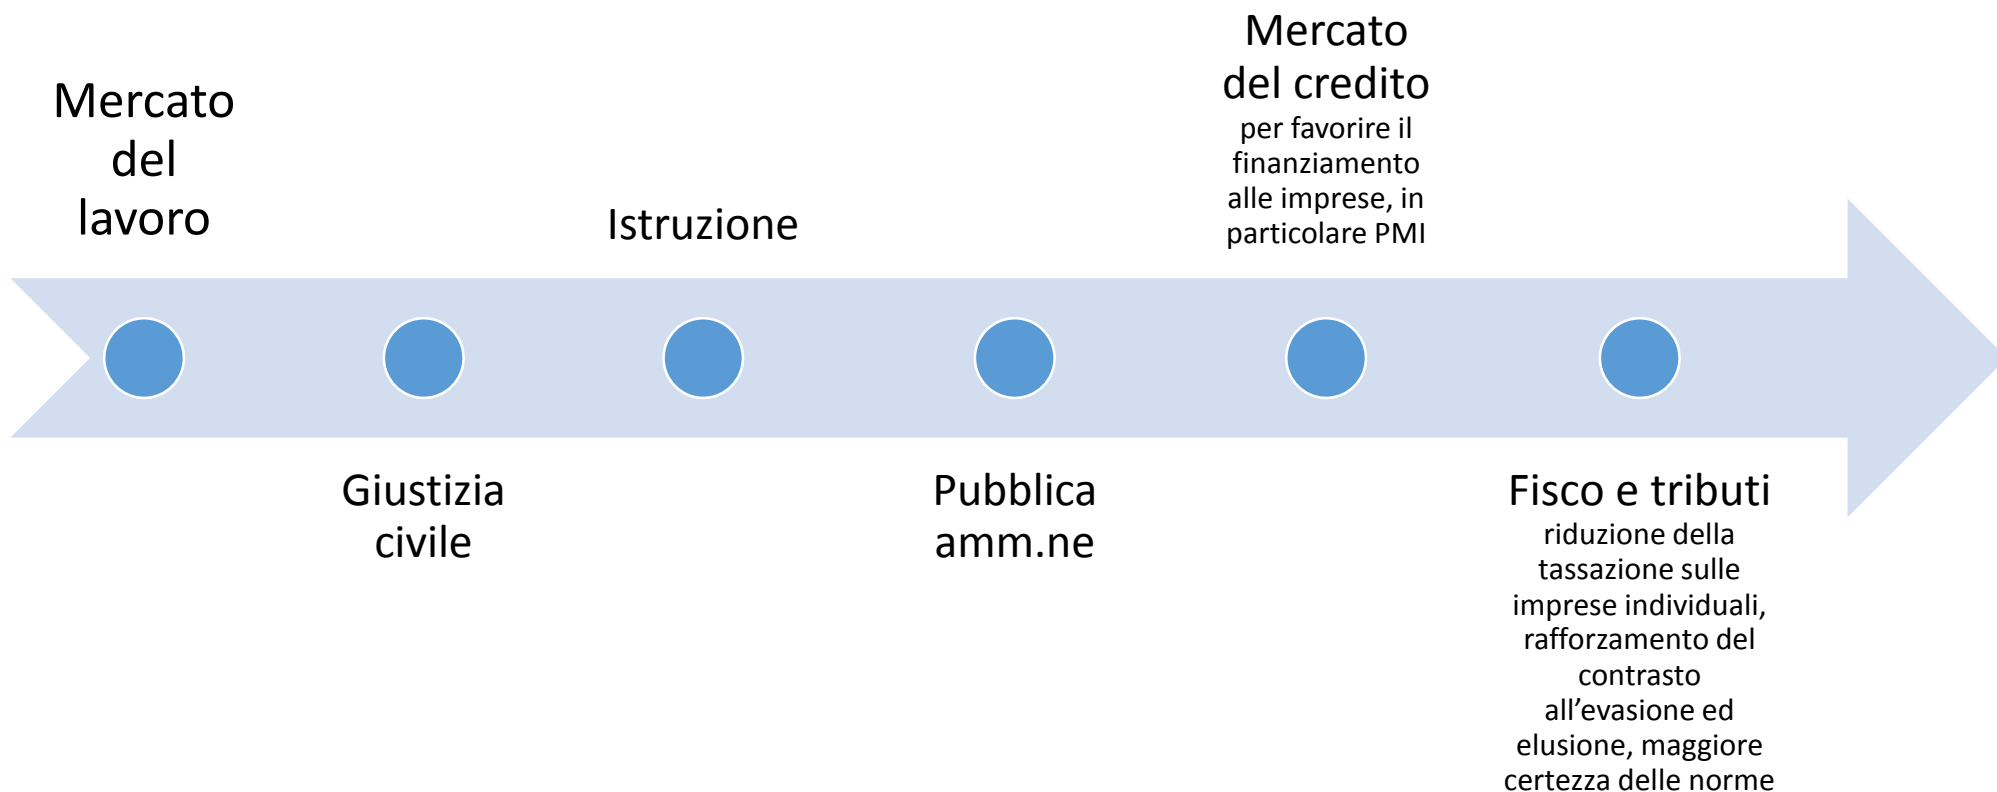 Mercato
del
lavoro
Giustizia
civile
Istruzione
Pubblica
amm.ne
Mercato
del credito
per favorire il
finanziamento
alle imprese, in
particolare PMI
Fisco e tributi
riduzione della
tassazione sulle
imprese individuali,
rafforzamento del
contrasto
all’evasione ed
elusione, maggiore
certezza delle norme